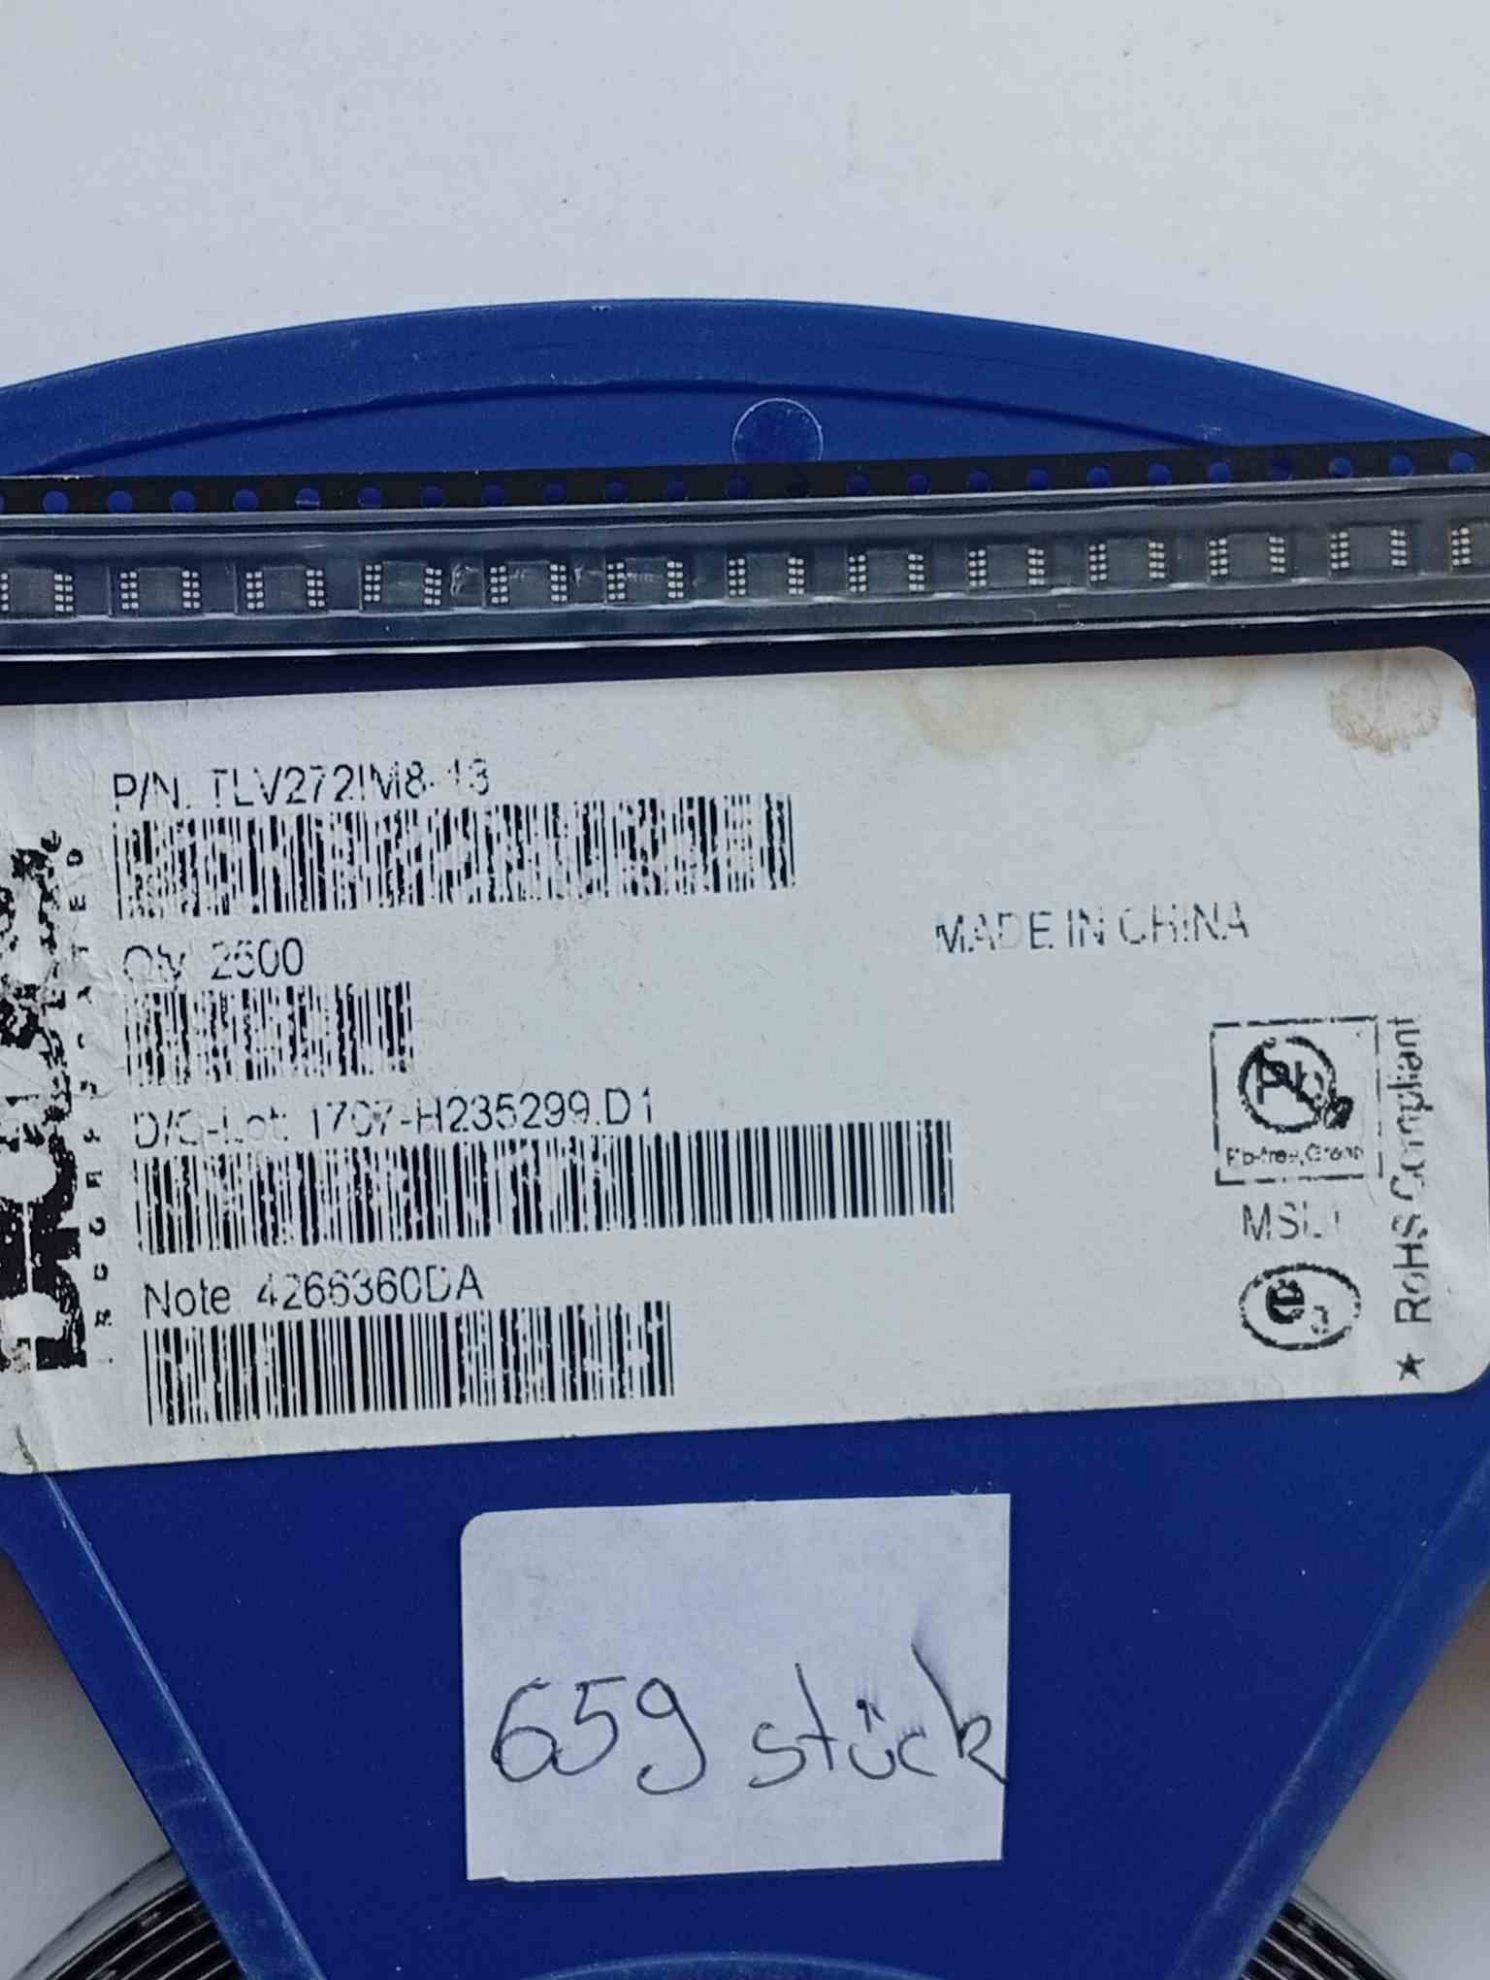 P/N. TLV272IM8-13
Qty 2500
D/C-Lot: 1707-H235299.D1
Note 4266360DA
MADE IN CHINA
Pb
Pb-free,Green
MSL1
e3
★ RoHS Compliant
659 stück